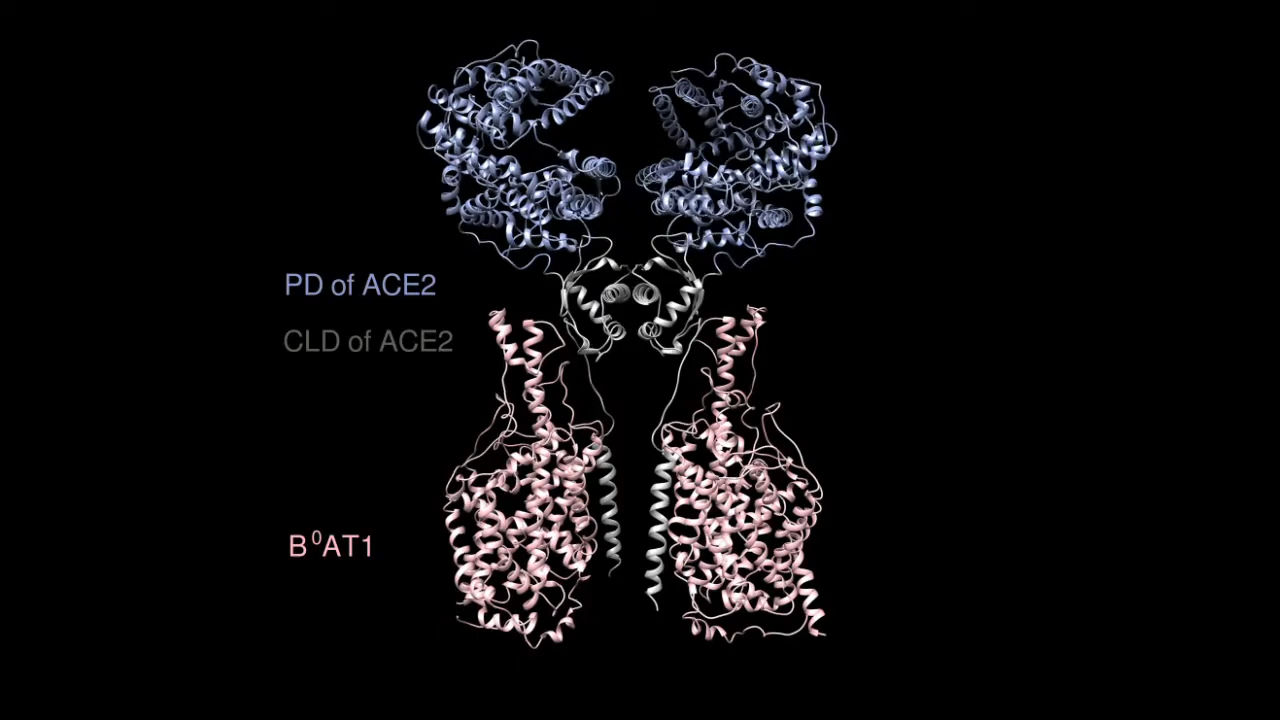 PD of ACE2
CLD of ACE2
B⁰AT1